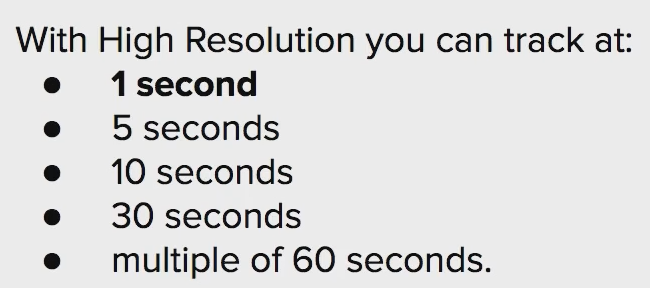 With High Resolution you can track at:
● 1 second
● 5 seconds
● 10 seconds
● 30 seconds
● multiple of 60 seconds.